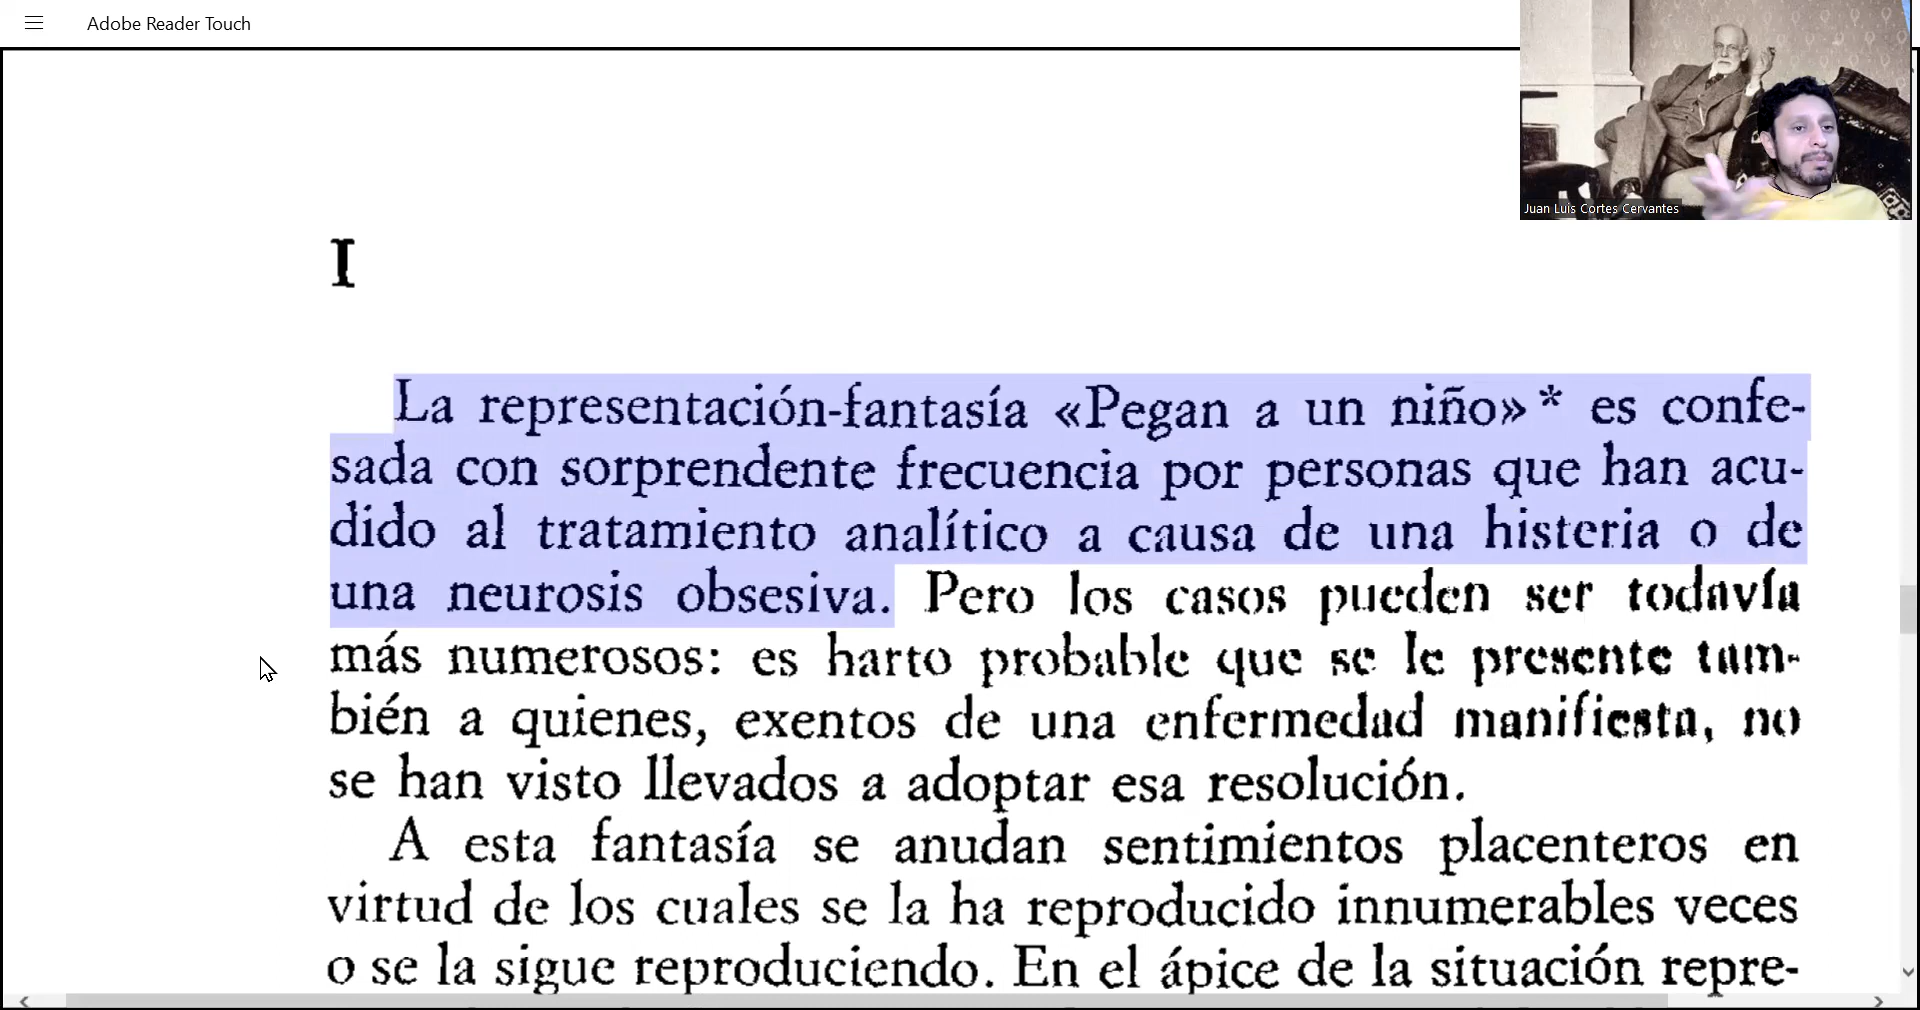 Adobe Reader Touch
Juan Luis Cortes Cervantes
I
La representación-fantasía «Pegan a un niño»* es confe-
sada con sorprendente frecuencia por personas que han acu-
dido al tratamiento analítico a causa de una histeria o de
una neurosis obsesiva. Pero los casos pueden ser todavía
más numerosos: es harto probable que se le presente tam-
bién a quienes, exentos de una enfermedad manifiesta, no
se han visto llevados a adoptar esa resolución.
A esta fantasía se anudan sentimientos placenteros en
virtud de los cuales se la ha reproducido innumerables veces
o se la sigue reproduciendo. En el ápice de la situación repre-